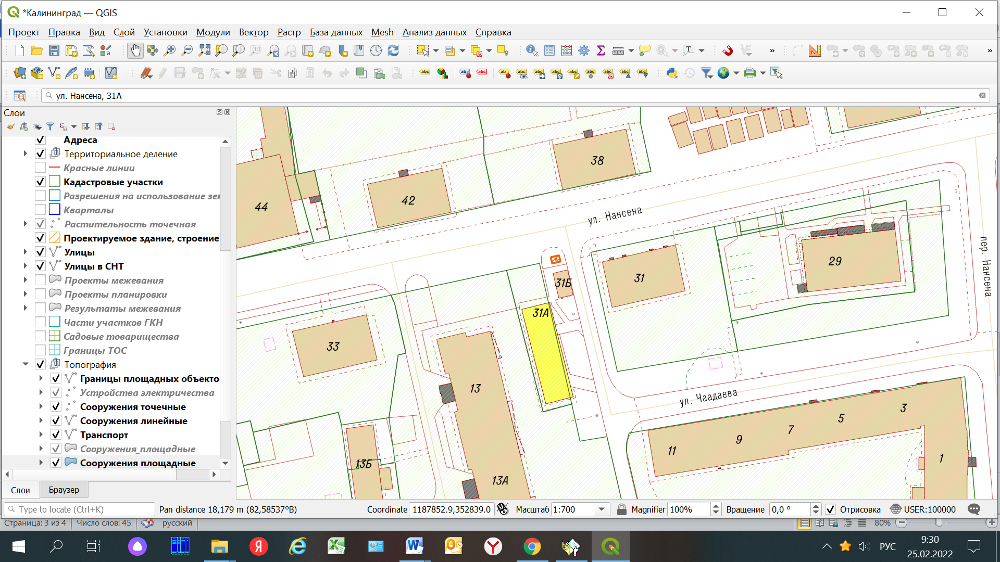 *Калининград — QGIS
Проект Правка Вид Слой Установки Модули Вектор Растр База данных Mesh Анализ данных Справка
ул. Нансена, 31А
Слои
Адреса
Территориальное деление
Красные линии
Кадастровые участки
Разрешения на использование зем
Кварталы
Растительность точечная
Проектируемое здание, строение
Улицы
Улицы в СНТ
Проекты межевания
Проекты планировки
Результаты межевания
Части участков ГКН
Садовые товарищества
Границы ТОС
Топография
Границы площадных объекто
Устройства электричества
Сооружения точечные
Сооружения линейные
Транспорт
Сооружения_площадные
Сооружения площадные
Слои Браузер
38
42
44
ул. Нансена
пер. Нансена
29
31
31Б
31А
33
13
ул. Чаадаева
3
5
7
9
11
1
13Б
13А
Type to locate (Ctrl+K) Pan distance 18,179 m (82,58537°В) Coordinate 1187852.9,352839.0 Масштаб 1:700 Magnifier 100% Вращение 0,0 ° Отрисовка USER:100000
Страница: 3 из 4 Число слов: 45 русский 80%
РУС
9:30
25.02.2022